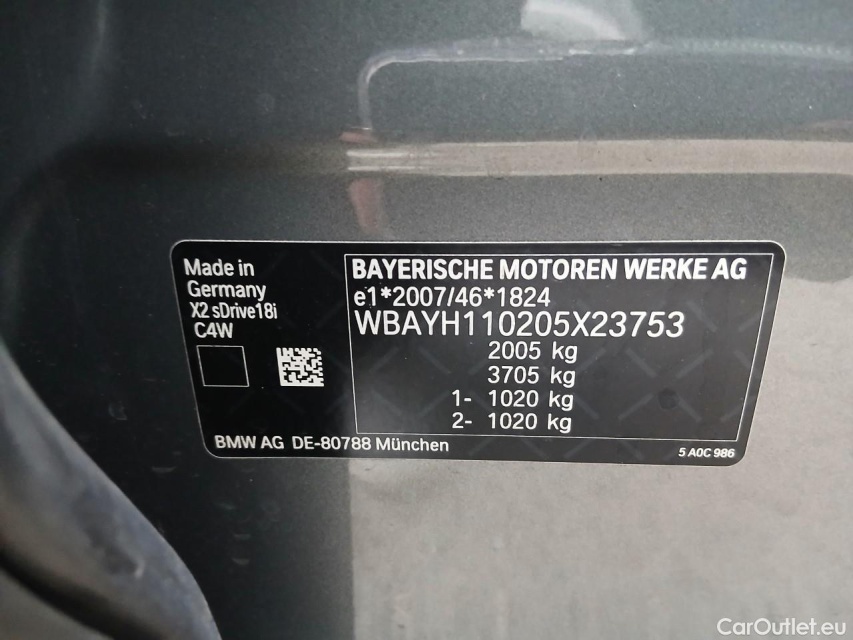 Made in
Germany
X2 sDrive18i
C4W
BAYERISCHE MOTOREN WERKE AG
e1*2007/46*1824
WBAYH110205X23753
2005 kg
3705 kg
1- 1020 kg
2- 1020 kg
BMW AG DE-80788 München
5 A0C 986
CarOutlet.eu